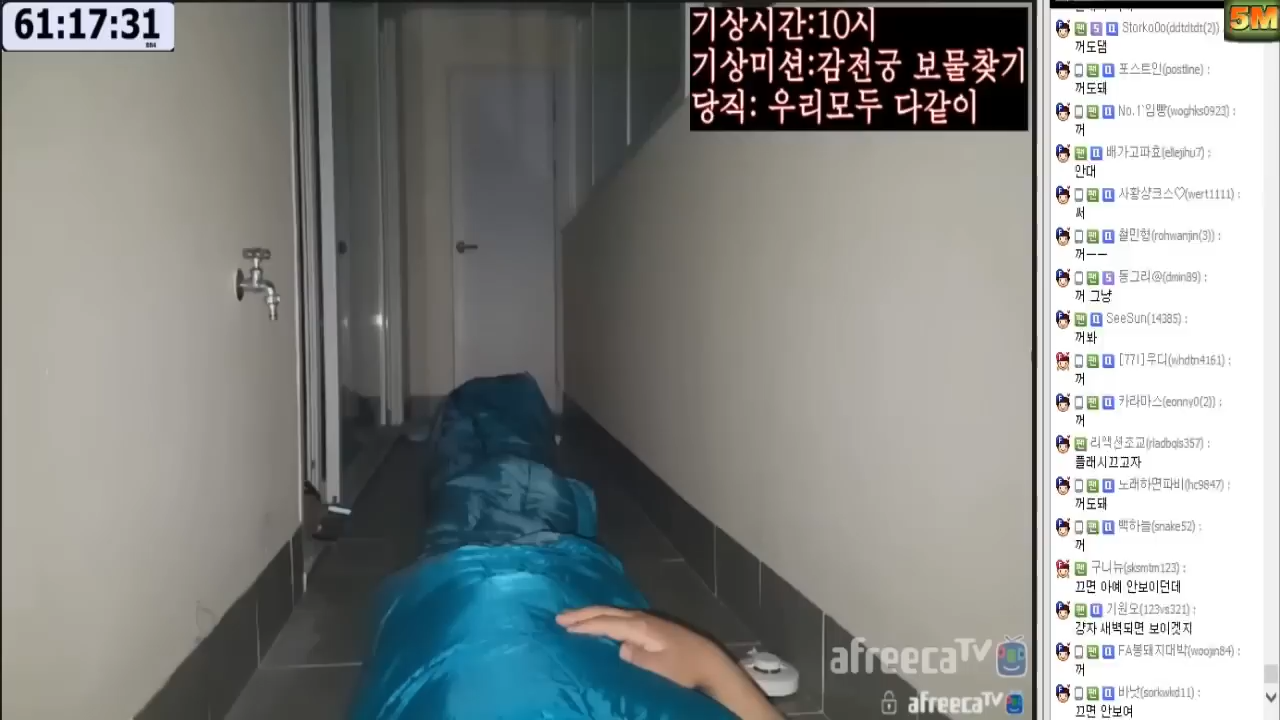 61:17:31
기상시간:10시
기상미션:감전궁 보물찾기
당직: 우리모두 다같이
5M
Storko0o(ddtdtdt(2))
꺼도댐
포스트인(postline) :
꺼도돼
No.1`임빵(woghks0923) :
꺼
배가고파효(ellejihu7) :
안대
사황샹크스♡(wert1111) :
써
혈민협(rohwanjin(3)) :
꺼ㅡㅡ
동그리@(dmin89) :
꺼 그냥
SeeSun(14385) :
꺼봐
[77I]우디(whdtn4161) :
꺼
카라마스(eonny0(2)) :
꺼
리액션조교(rladbqls357) :
플래시끄고자
노래하면파비(hc9847) :
꺼도돼
백하늘(snake52) :
꺼
구니뉴(sksmtm123) :
끄면 아예 안보이던데
기원오(123vs321) :
걍자 새벽되면 보이겟지
FA봉돼지대박(woojin84) :
꺼
바낫(sorkwkd11) :
끄면 안보여
afreecaTV
afreecaTV